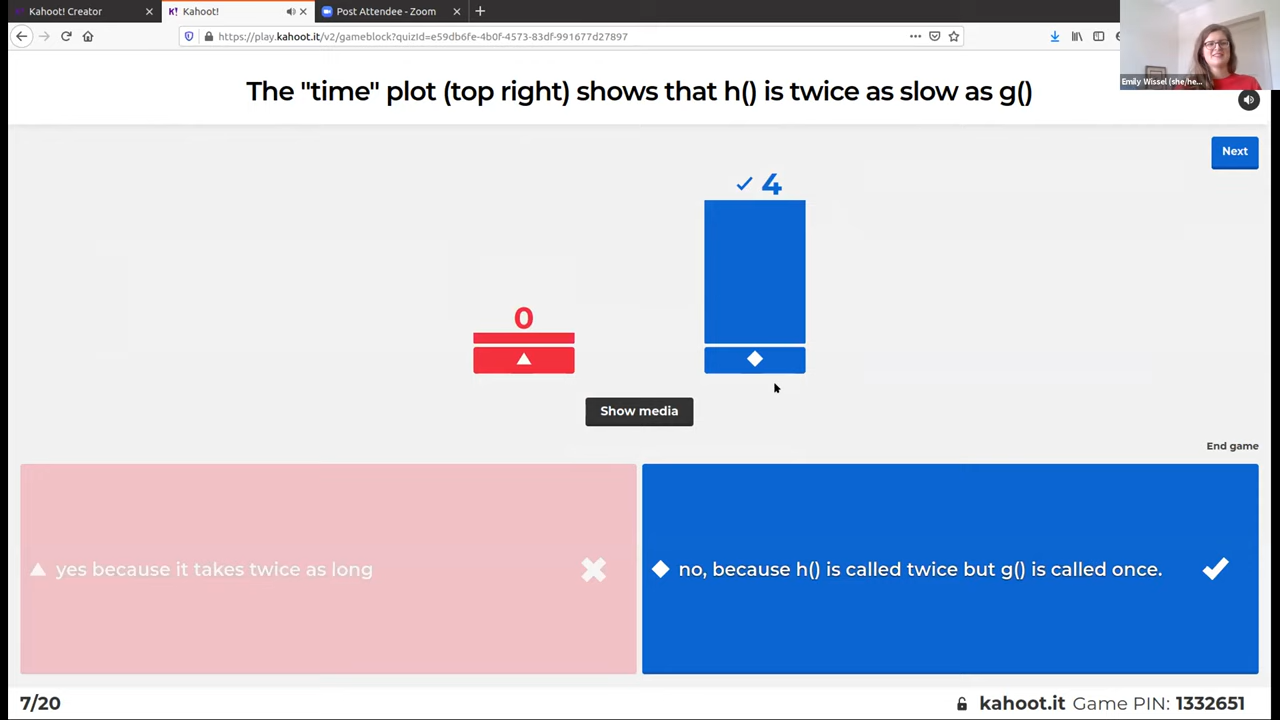 Kahoot! Creator
K! Kahoot!
Post Attendee - Zoom
https://play.kahoot.it/v2/gameblock?quizId=e59db6fe-4b0f-4573-83df-991677d27897
Emily Wissel (she/he...
The "time" plot (top right) shows that h() is twice as slow as g()
Next
4
0
Show media
End game
yes because it takes twice as long
no, because h() is called twice but g() is called once.
7/20
kahoot.it Game PIN: 1332651